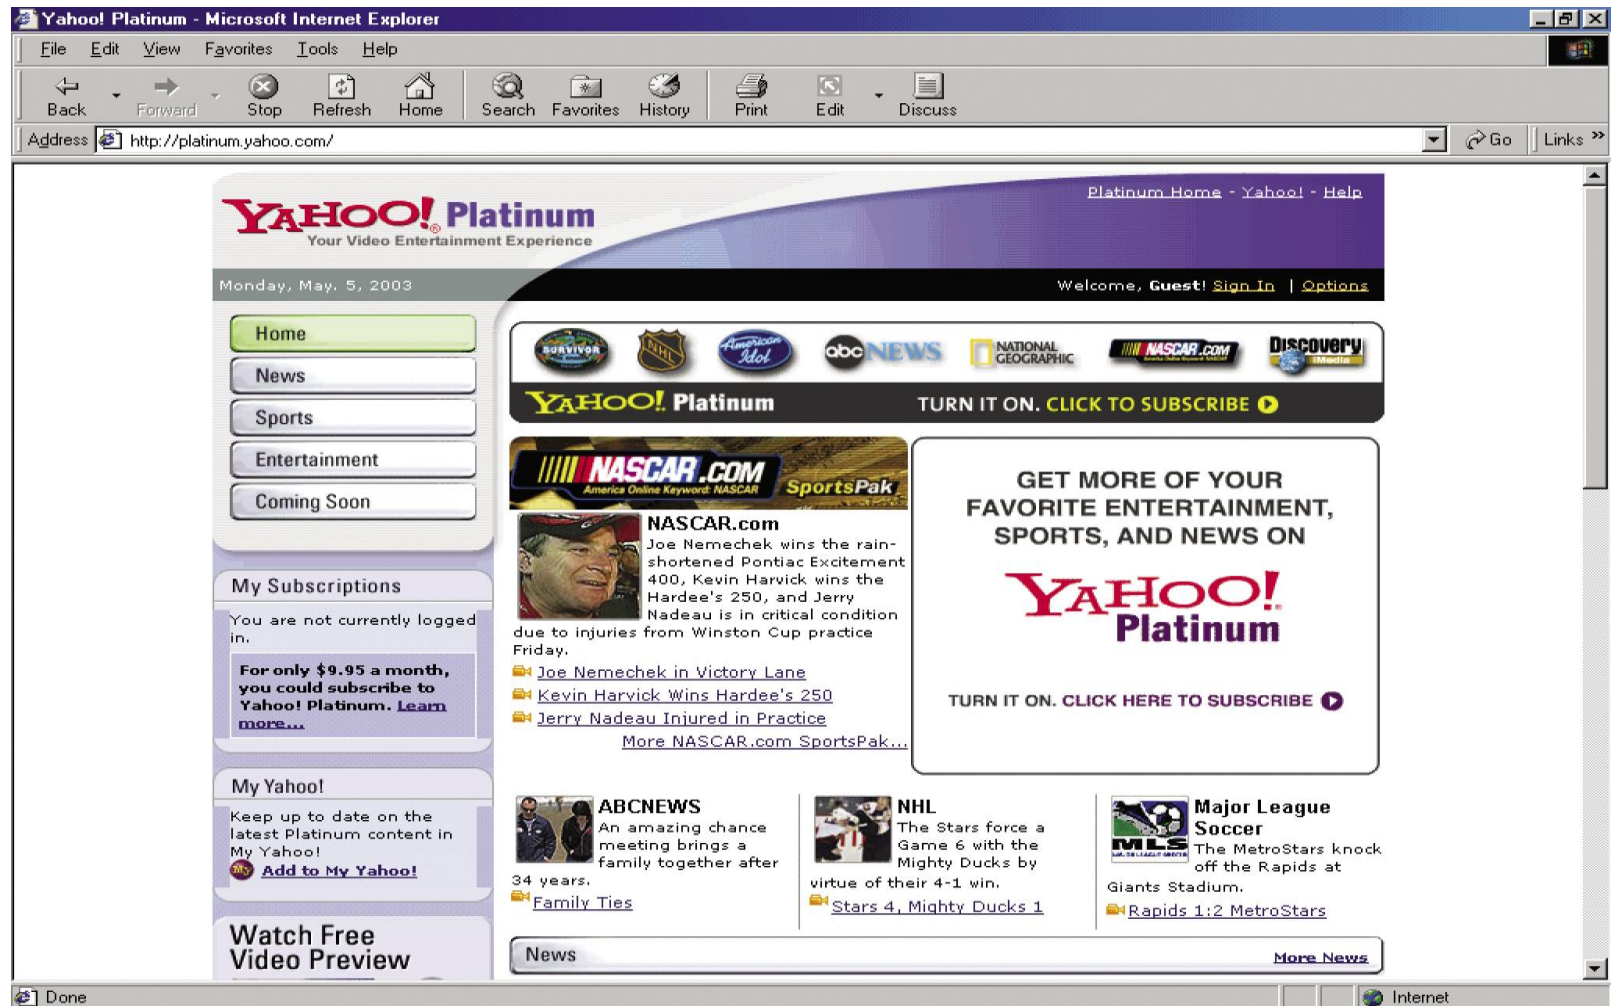 Yahoo! Platinum - Microsoft Internet Explorer
File Edit View Favorites Tools Help
Back Forward Stop Refresh Home Search Favorites History Print Edit Discuss
Address http://platinum.yahoo.com/ Go Links »
YAHOO!® Platinum
Your Video Entertainment Experience
Platinum Home - Yahoo! - Help
Monday, May. 5, 2003
Welcome, Guest! Sign In | Options
Home
News
Sports
Entertainment
Coming Soon
My Subscriptions
You are not currently logged
in.
For only $9.95 a month,
you could subscribe to
Yahoo! Platinum. Learn
more...
My Yahoo!
Keep up to date on the
latest Platinum content in
My Yahoo!
My Add to My Yahoo!
Watch Free
Video Preview
SURVIVOR NHL American Idol abc NEWS NATIONAL GEOGRAPHIC NASCAR.COM Discovery iMedia
YAHOO! Platinum TURN IT ON. CLICK TO SUBSCRIBE
NASCAR.COM
America Online Keyword: NASCAR
SportsPak
NASCAR.com
Joe Nemechek wins the rain-
shortened Pontiac Excitement
400, Kevin Harvick wins the
Hardee's 250, and Jerry
Nadeau is in critical condition
due to injuries from Winston Cup practice
Friday.
Joe Nemechek in Victory Lane
Kevin Harvick Wins Hardee's 250
Jerry Nadeau Injured in Practice
More NASCAR.com SportsPak...
GET MORE OF YOUR
FAVORITE ENTERTAINMENT,
SPORTS, AND NEWS ON
YAHOO!
Platinum
TURN IT ON. CLICK HERE TO SUBSCRIBE
ABCNEWS
An amazing chance
meeting brings a
family together after
34 years.
Family Ties
NHL
The Stars force a
Game 6 with the
Mighty Ducks by
virtue of their 4-1 win.
Stars 4, Mighty Ducks 1
MLS
Major League
Soccer
The MetroStars knock
off the Rapids at
Giants Stadium.
Rapids 1:2 MetroStars
News More News
Done Internet